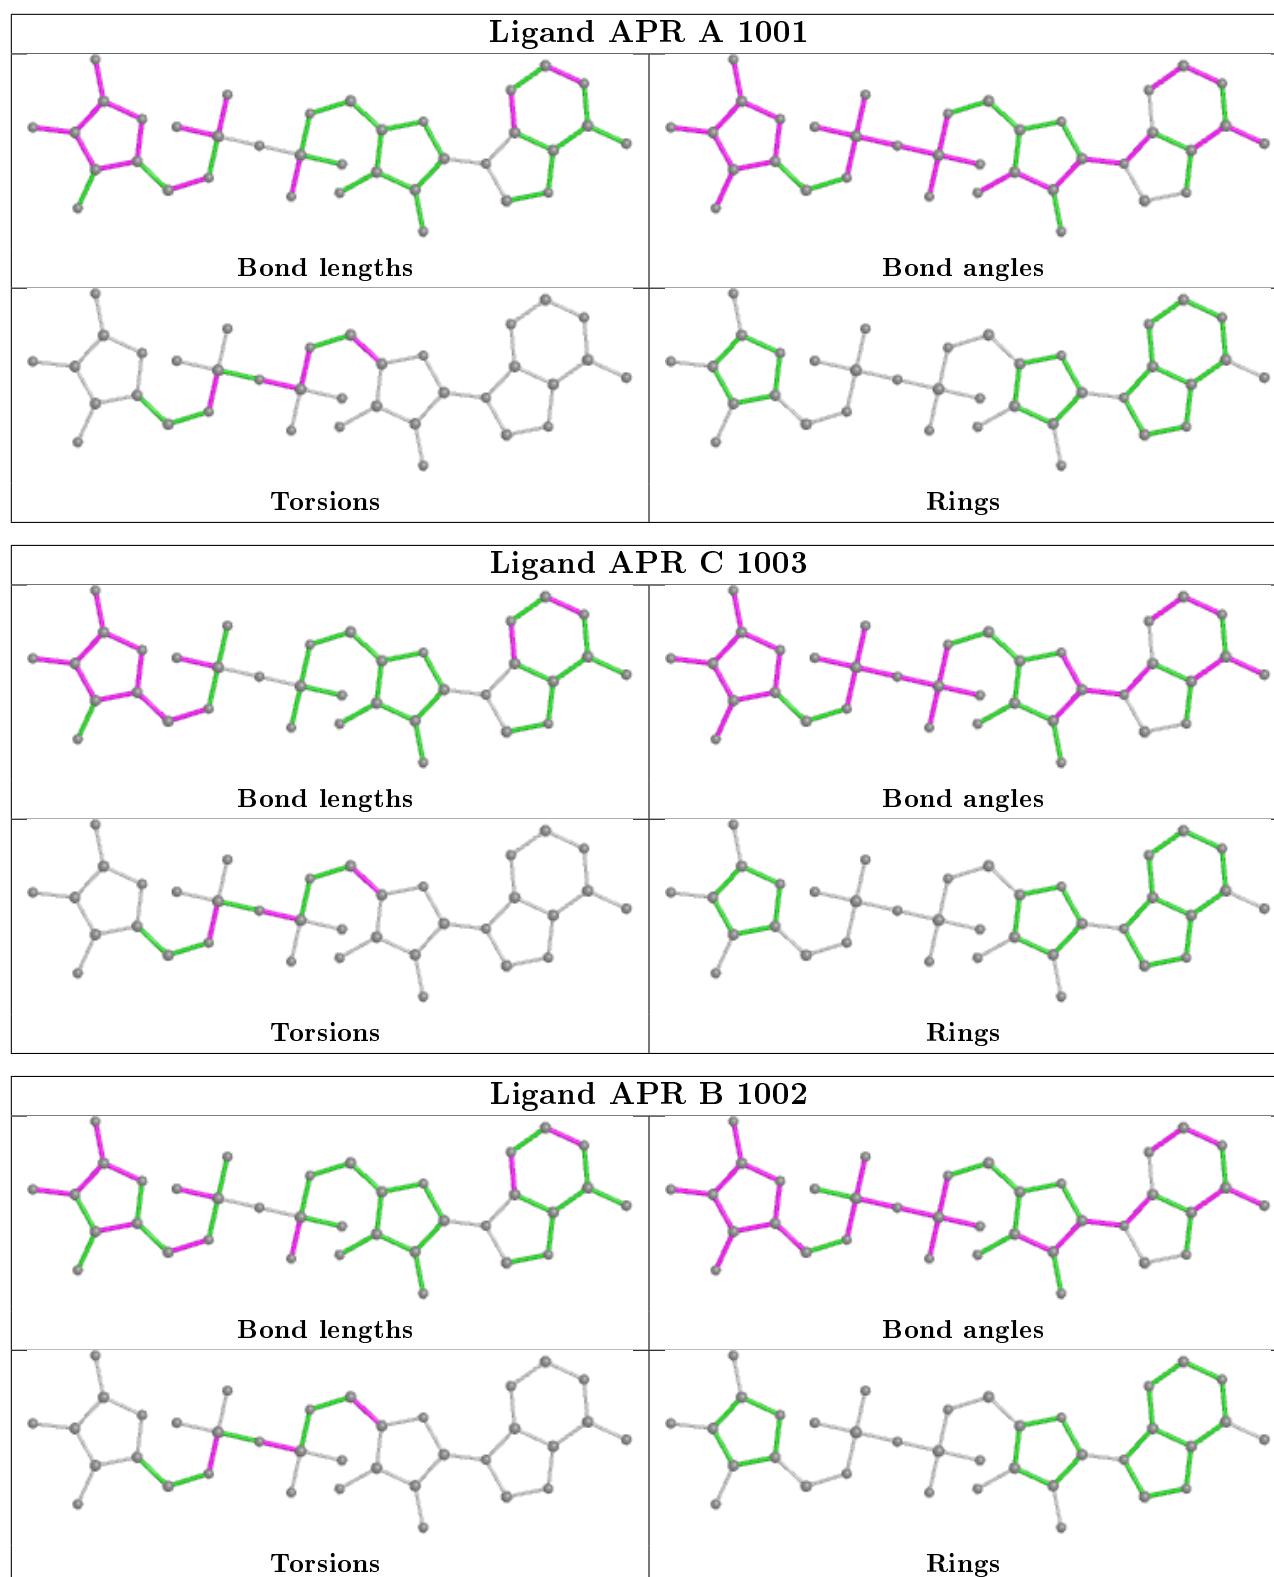 Ligand APR A 1001
Bond lengths
Bond angles
Torsions
Rings
Ligand APR C 1003
Bond lengths
Bond angles
Torsions
Rings
Ligand APR B 1002
Bond lengths
Bond angles
Torsions
Rings